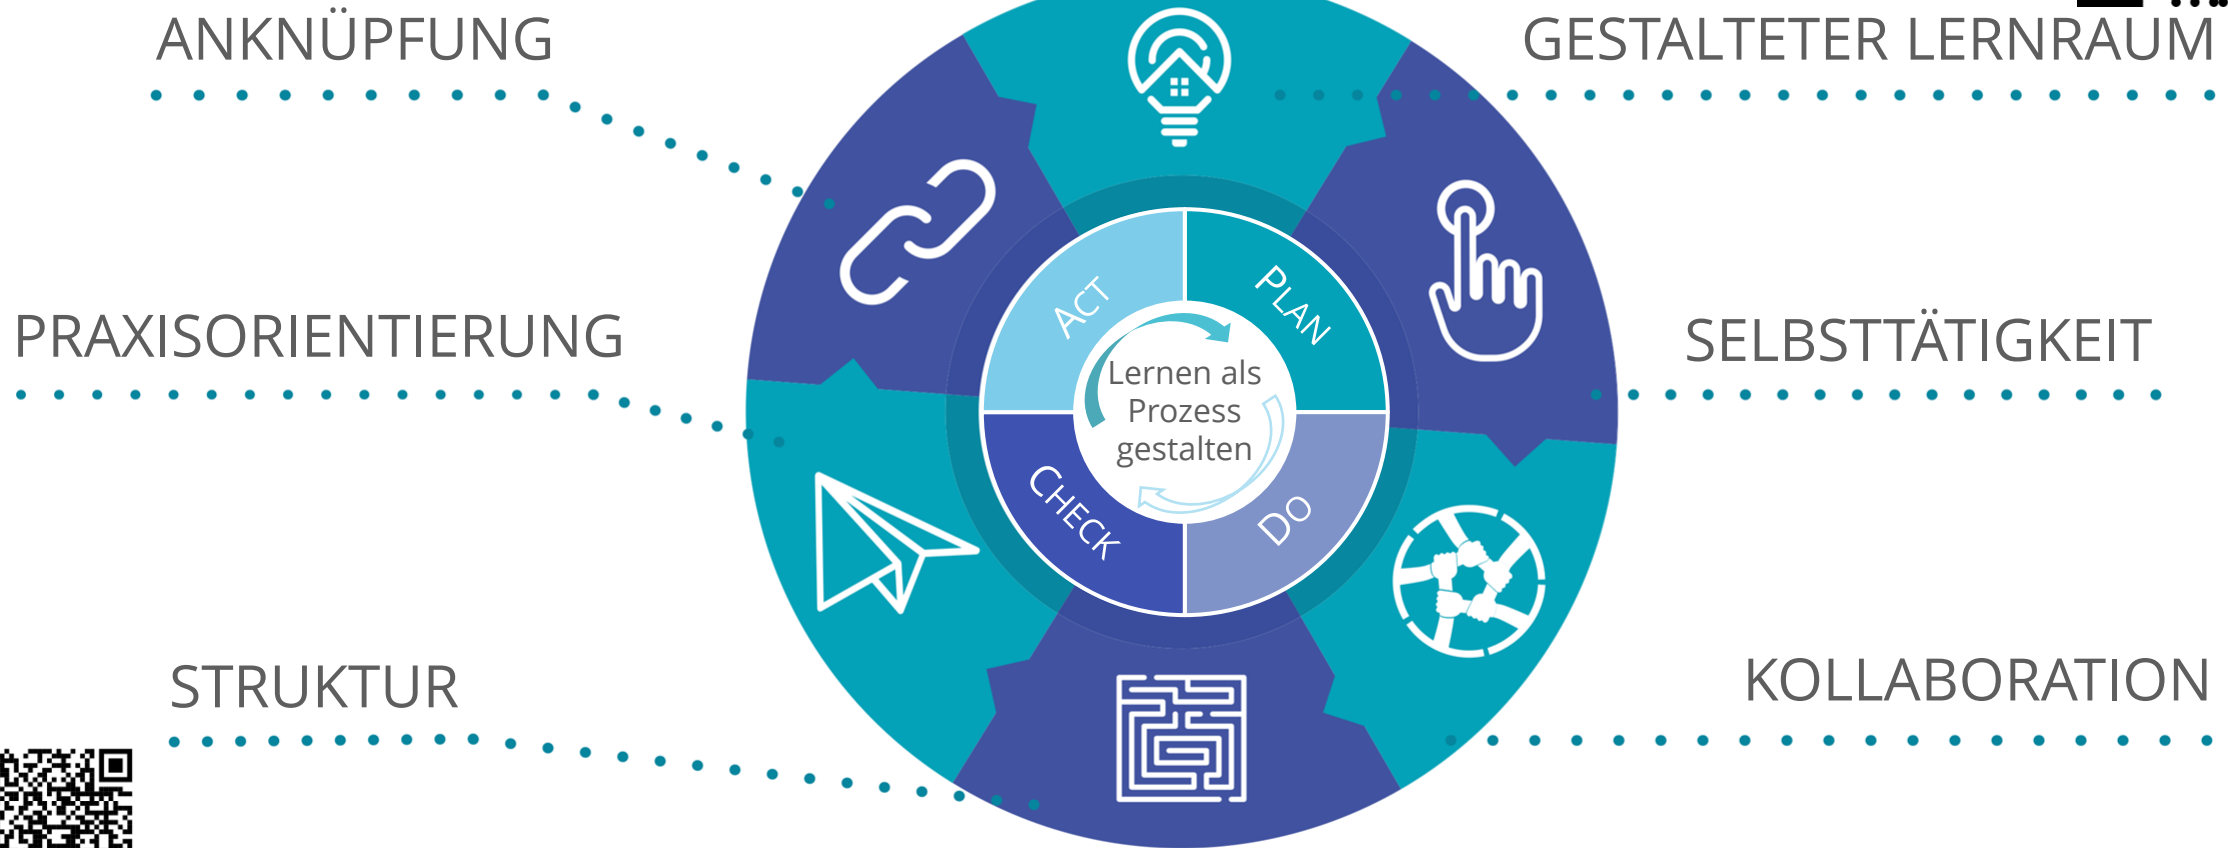 ANKNÜPFUNG
GESTALTETER LERNRAUM
PRAXISORIENTIERUNG
SELBSTTÄTIGKEIT
STRUKTUR
KOLLABORATION
ACT
PLAN
CHECK
DO
Lernen als
Prozess
gestalten